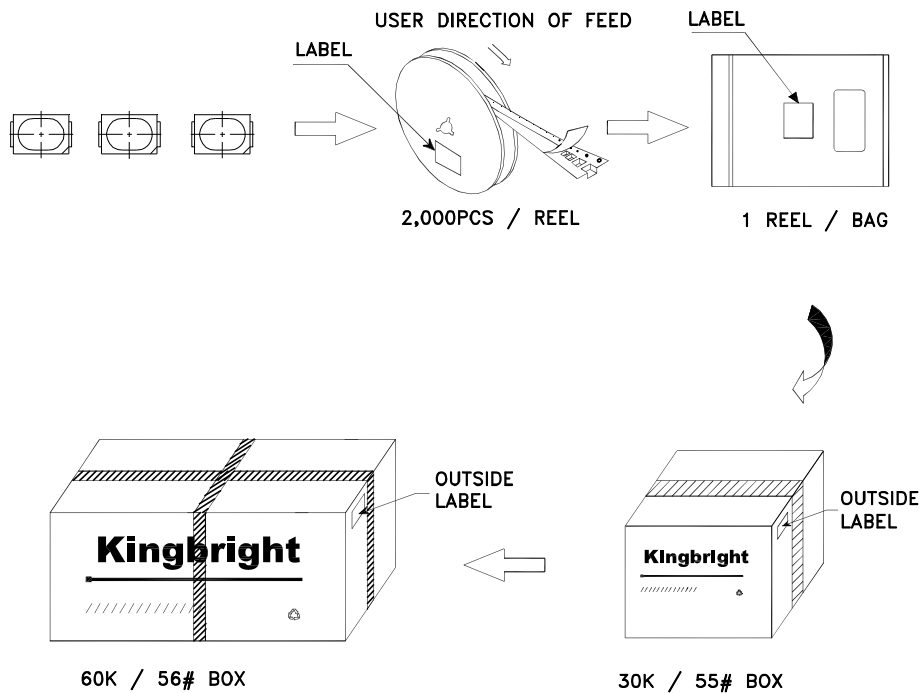 USER DIRECTION OF FEED
LABEL
LABEL
2,000PCS / REEL
1 REEL / BAG
OUTSIDE
LABEL
OUTSIDE
LABEL
Kingbright
Kingbright
60K / 56# BOX
30K / 55# BOX